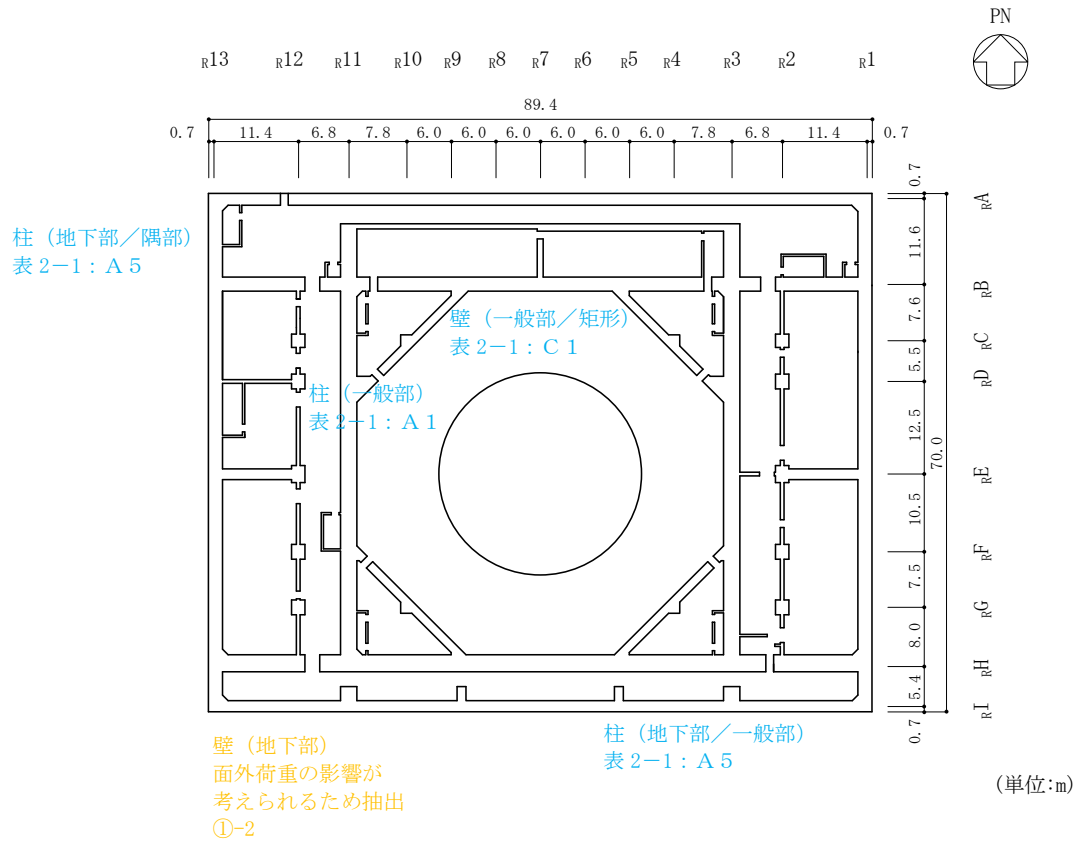 PN
R13 R12 R11 R10 R9 R8 R7 R6 R5 R4 R3 R2 R1
89.4
0.7 11.4 6.8 7.8 6.0 6.0 6.0 6.0 6.0 6.0 7.8 6.8 11.4 0.7
0.7
RA
11.6
RB
7.6
RC
5.5
RD
12.5
70.0
RE
10.5
RF
7.5
RG
8.0
RH
5.4
RI
0.7
柱（地下部／隅部）
表2－1：A5
壁（一般部／矩形）
表2－1：C1
柱（一般部）
表2－1：A1
柱（地下部／一般部）
表2－1：A5
壁（地下部）
面外荷重の影響が
考えられるため抽出
①-2
(単位:m)